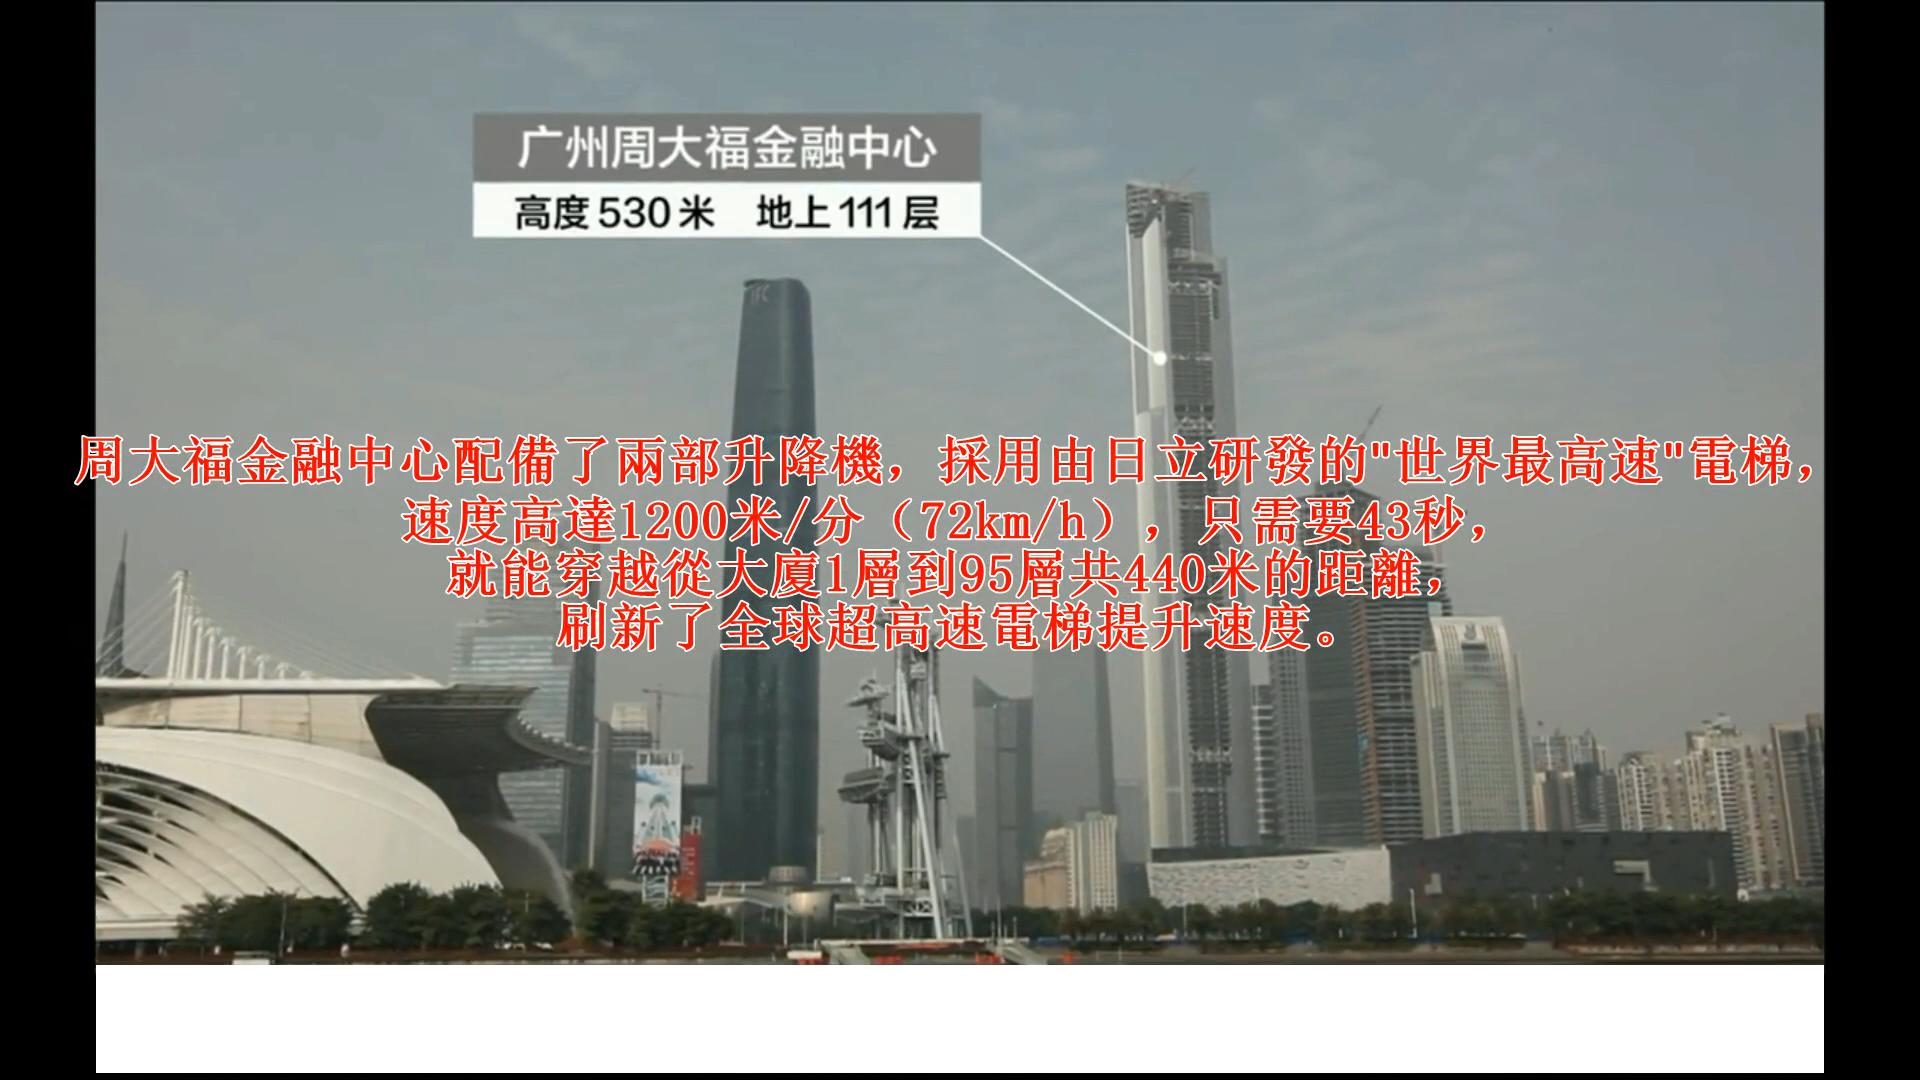 广州周大福金融中心
高度530米 地上111层
IFC
周大福金融中心配備了兩部升降機，採用由日立研發的"世界最高速"電梯，
速度高達1200米/分（72km/h），只需要43秒，
就能穿越從大廈1層到95層共440米的距離，
刷新了全球超高速電梯提升速度。